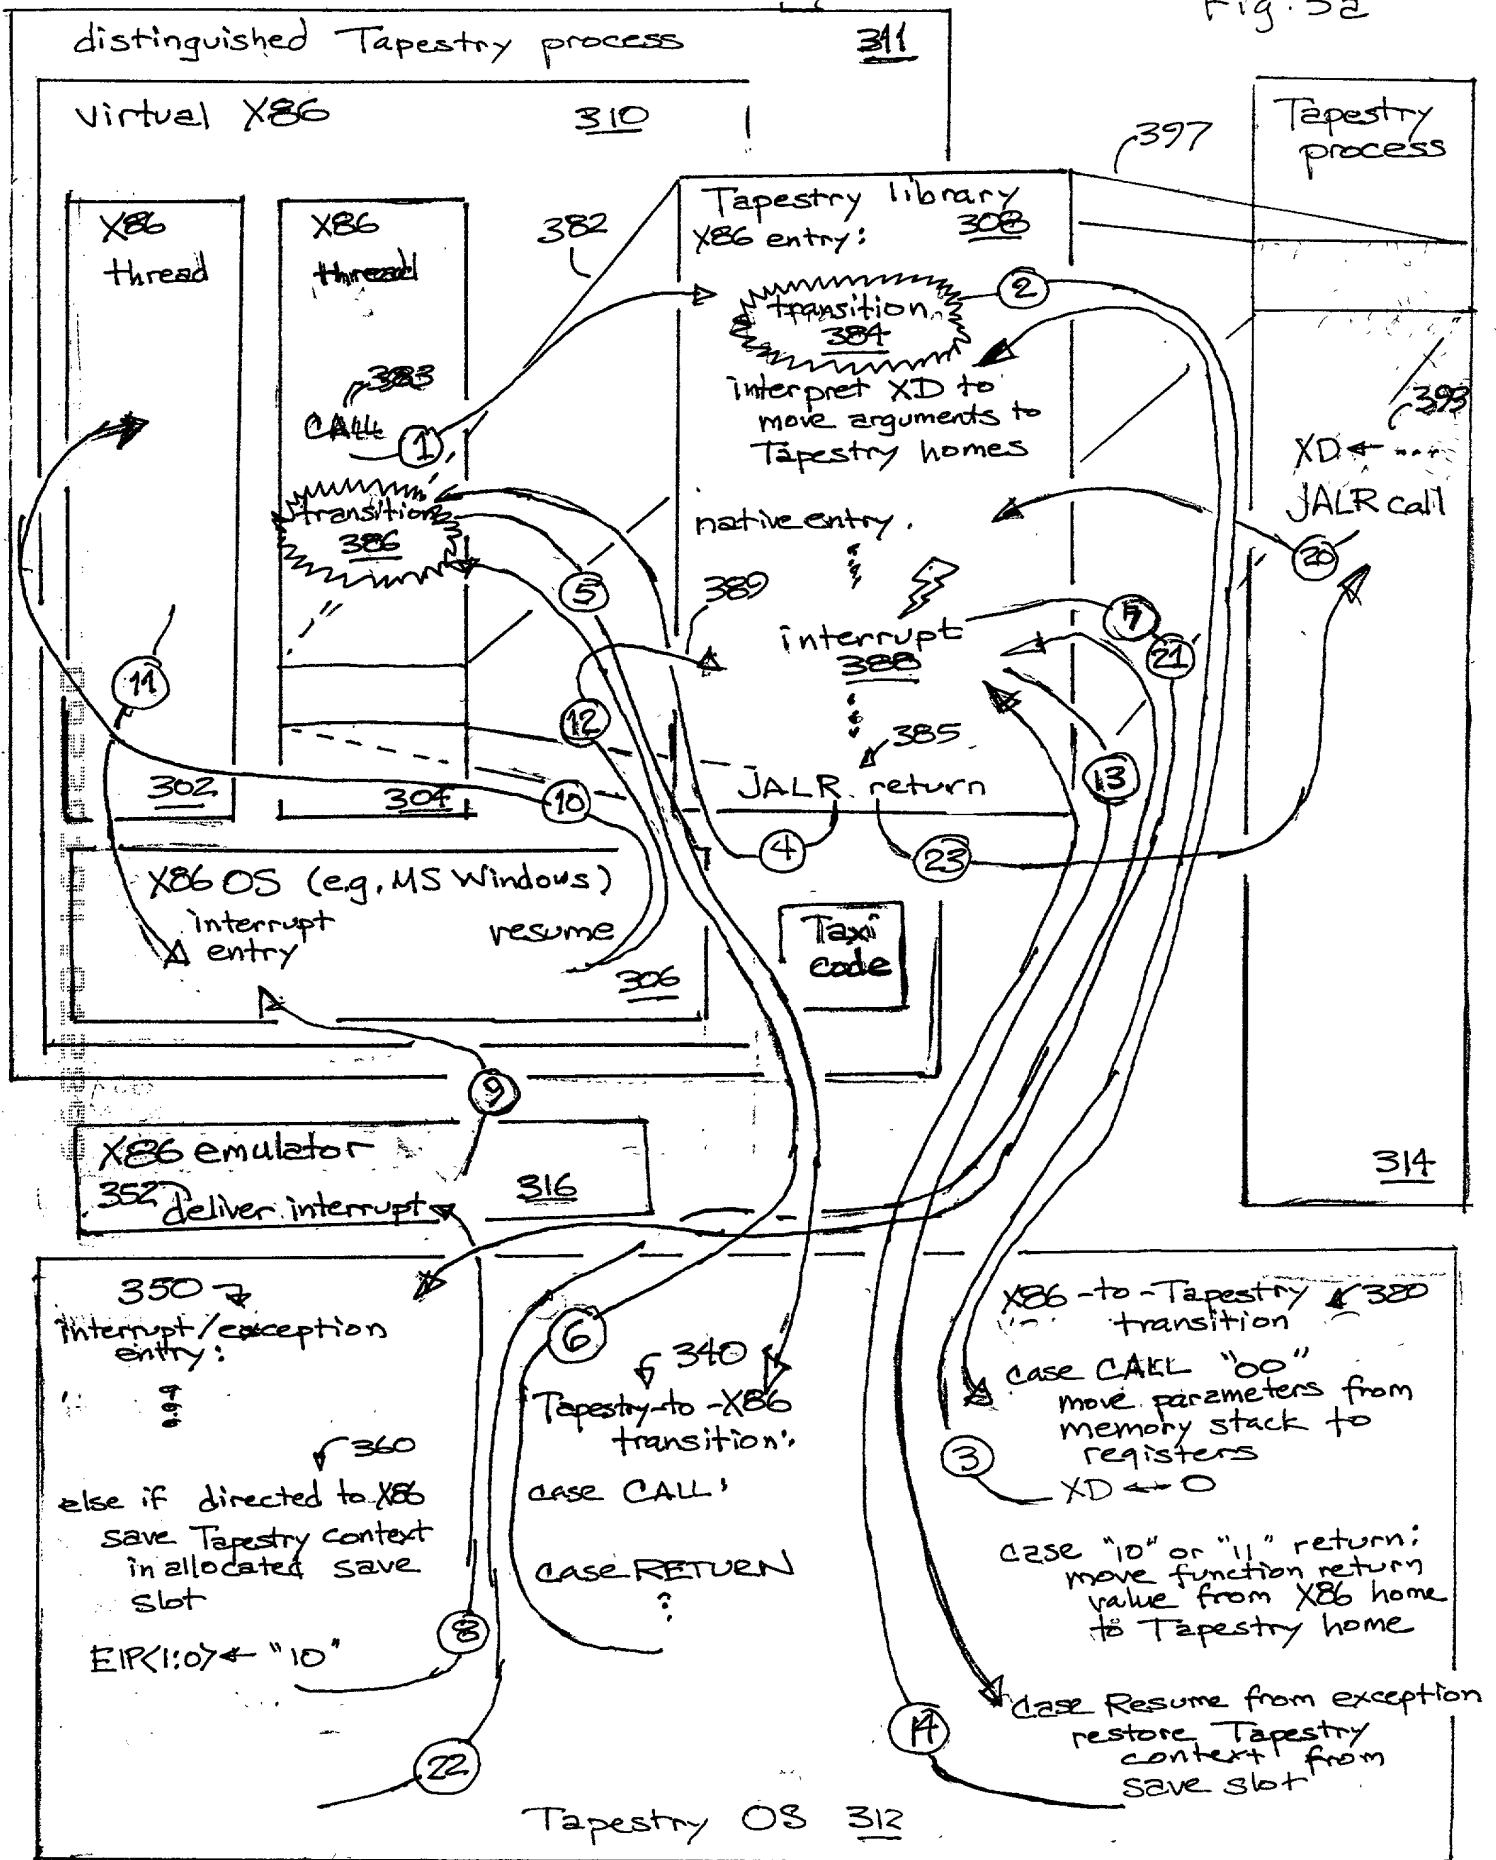 Fig. 3a
distinguished Tapestry process 311
virtual X86 310
397
Tapestry
process
X86
thread
X86
thread
382
Tapestry library
X86 entry: 308
transition
384
2
383
CALL
1
interpret XD to
move arguments to
Tapestry homes
393
XD← ....
JALR call
20
transition
386
native entry.
5
389
interrupt
388
21
11
12
385
13
JALR return
302
304
10
4
23
X86 OS (e.g. MS Windows)
interrupt
entry
resume
306
Taxi
code
9
X86 emulator
352 deliver interrupt
316
314
350
interrupt/exception
entry:
6
340
Tapestry-to-X86
transition:
X86-to-Tapestry 380
transition
case CALL "00"
move parameters from
memory stack to
registers
3
XD ← 0
360
else if directed to X86
save Tapestry context
in allocated save
slot
case CALL:
case RETURN
case "10" or "11" return:
move function return
value from X86 home
to Tapestry home
8
EIP<1:0>← "10"
14
case Resume from exception
restore Tapestry
context from
save slot
22
Tapestry OS 312